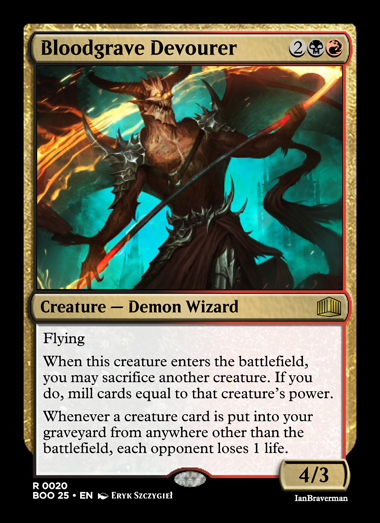 Bloodgrave Devourer 2
Creature — Demon Wizard
Flying
When this creature enters the battlefield,
you may sacrifice another creature. If you
do, mill cards equal to that creature's power.
Whenever a creature card is put into your
graveyard from anywhere other than the
battlefield, each opponent loses 1 life.
4/3
R 0020
BOO 25 • EN Eryk Szczygieł
IanBraverman